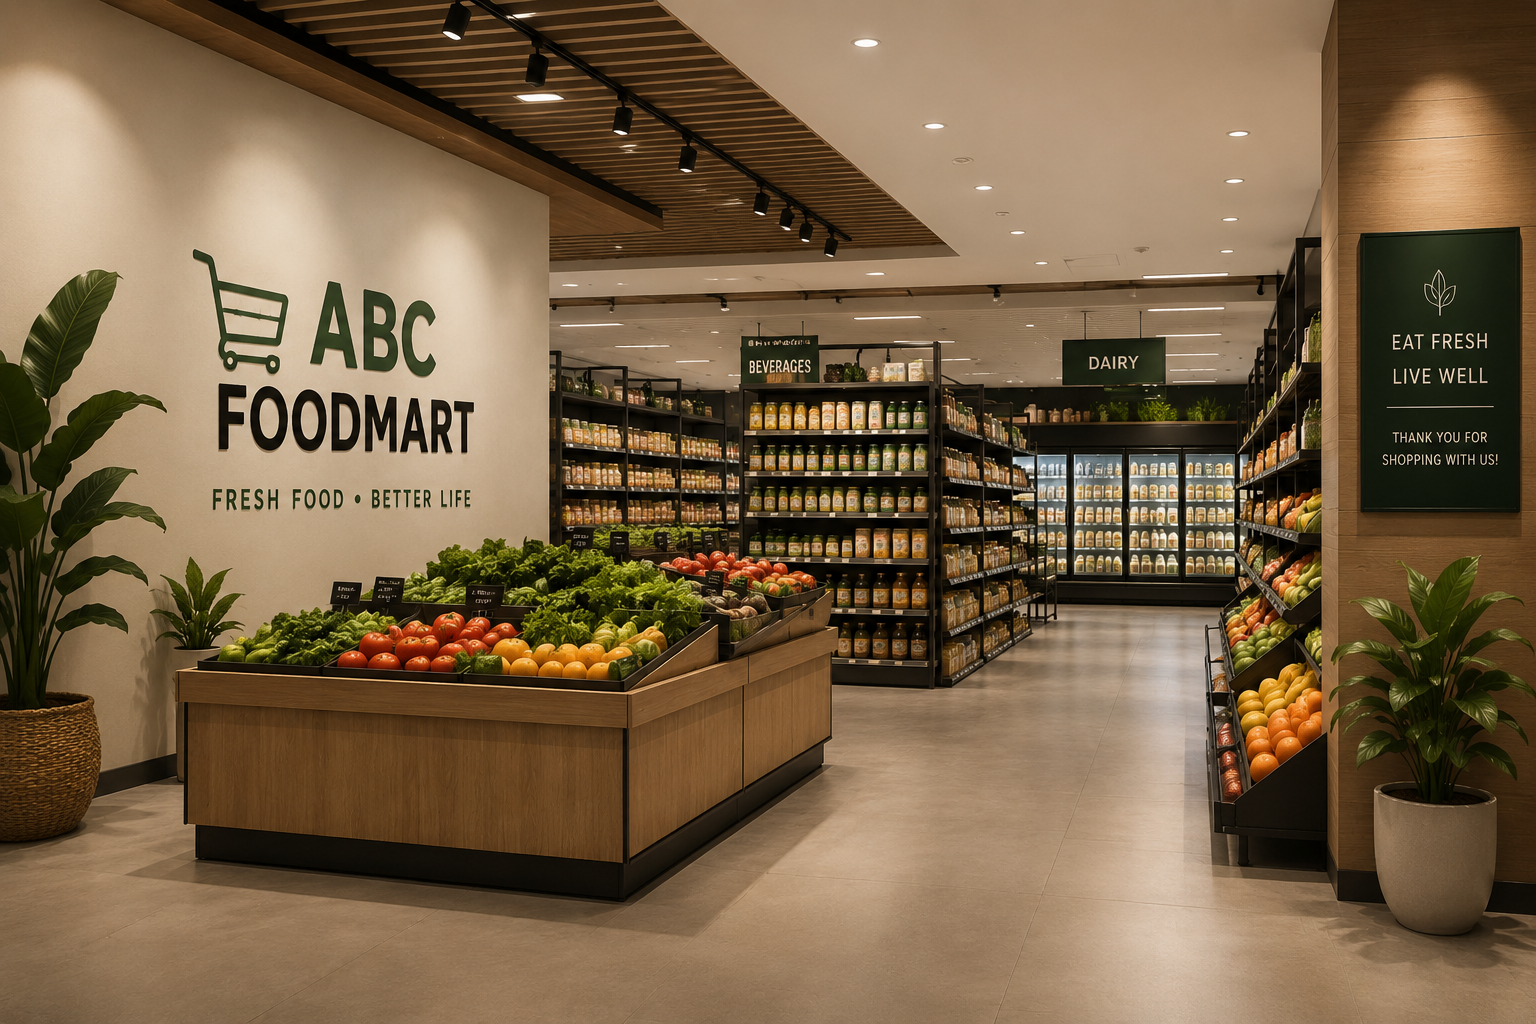 ABC
FOODMART
FRESH FOOD • BETTER LIFE
BEVERAGES
DAIRY
EAT FRESH
LIVE WELL
THANK YOU FOR
SHOPPING WITH US!